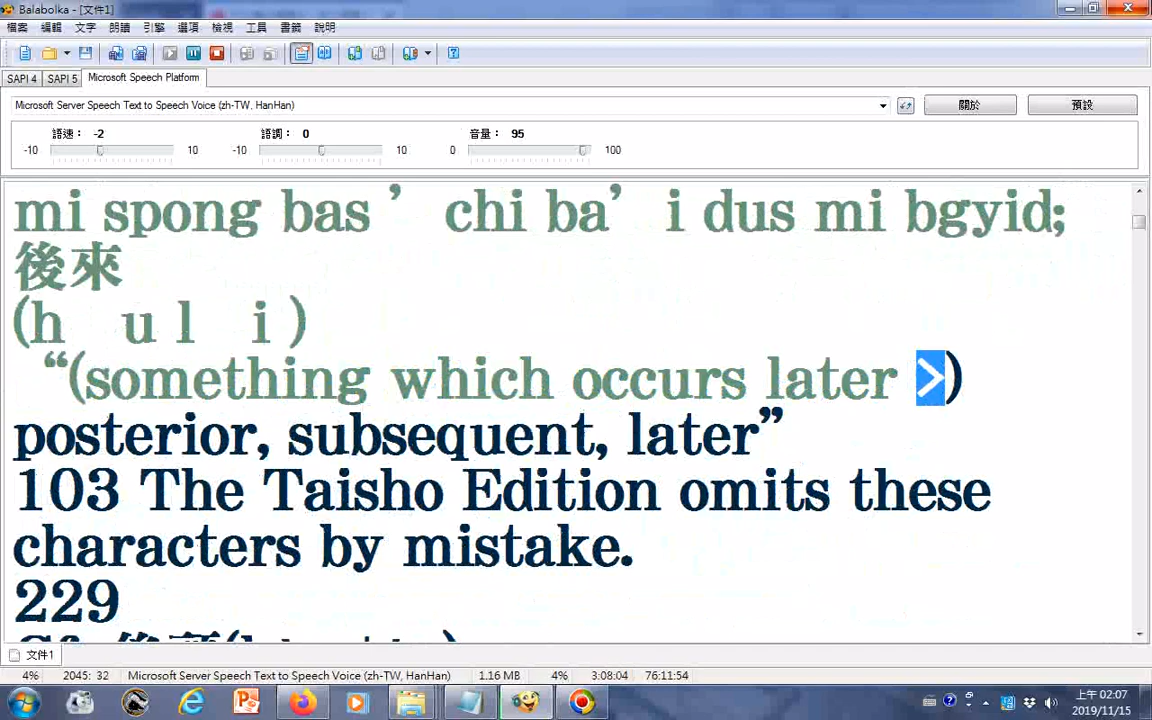 Balabolka - [文件1]
檔案 編輯 文字 朗讀 引擎 選項 檢視 工具 書籤 說明
SAPI 4 SAPI 5 Microsoft Speech Platform
Microsoft Server Speech Text to Speech Voice (zh-TW, HanHan) 關於 預設
語速： -2 語調： 0 音量： 95
-10 10 -10 10 0 100
mi spong bas ’ chi ba’ i dus mi bgyid;
後來
(h u l i )
“(something which occurs later >)
posterior, subsequent, later”
103 The Taisho Edition omits these
characters by mistake.
229
文件1
4% 2045: 32 Microsoft Server Speech Text to Speech Voice (zh-TW, HanHan) 1.16 MB 4% 3:08:04 76:11:54
上午 02:07
2019/11/15